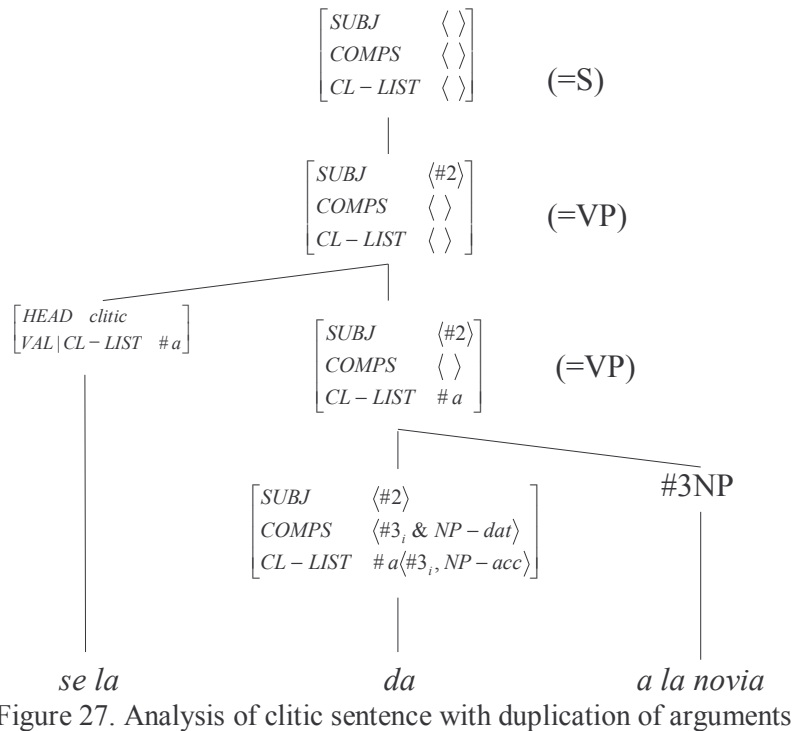 SUBJ ⟨ ⟩
COMPS ⟨ ⟩
CL – LIST ⟨ ⟩
(=S)
SUBJ ⟨#2⟩
COMPS ⟨ ⟩
CL – LIST ⟨ ⟩
(=VP)
HEAD clitic
VAL | CL – LIST # a
SUBJ ⟨#2⟩
COMPS ⟨ ⟩
CL – LIST # a
(=VP)
#3NP
SUBJ ⟨#2⟩
COMPS ⟨#3i & NP – dat⟩
CL – LIST # a⟨#3i, NP – acc⟩
se la da a la novia
Figure 27. Analysis of clitic sentence with duplication of arguments